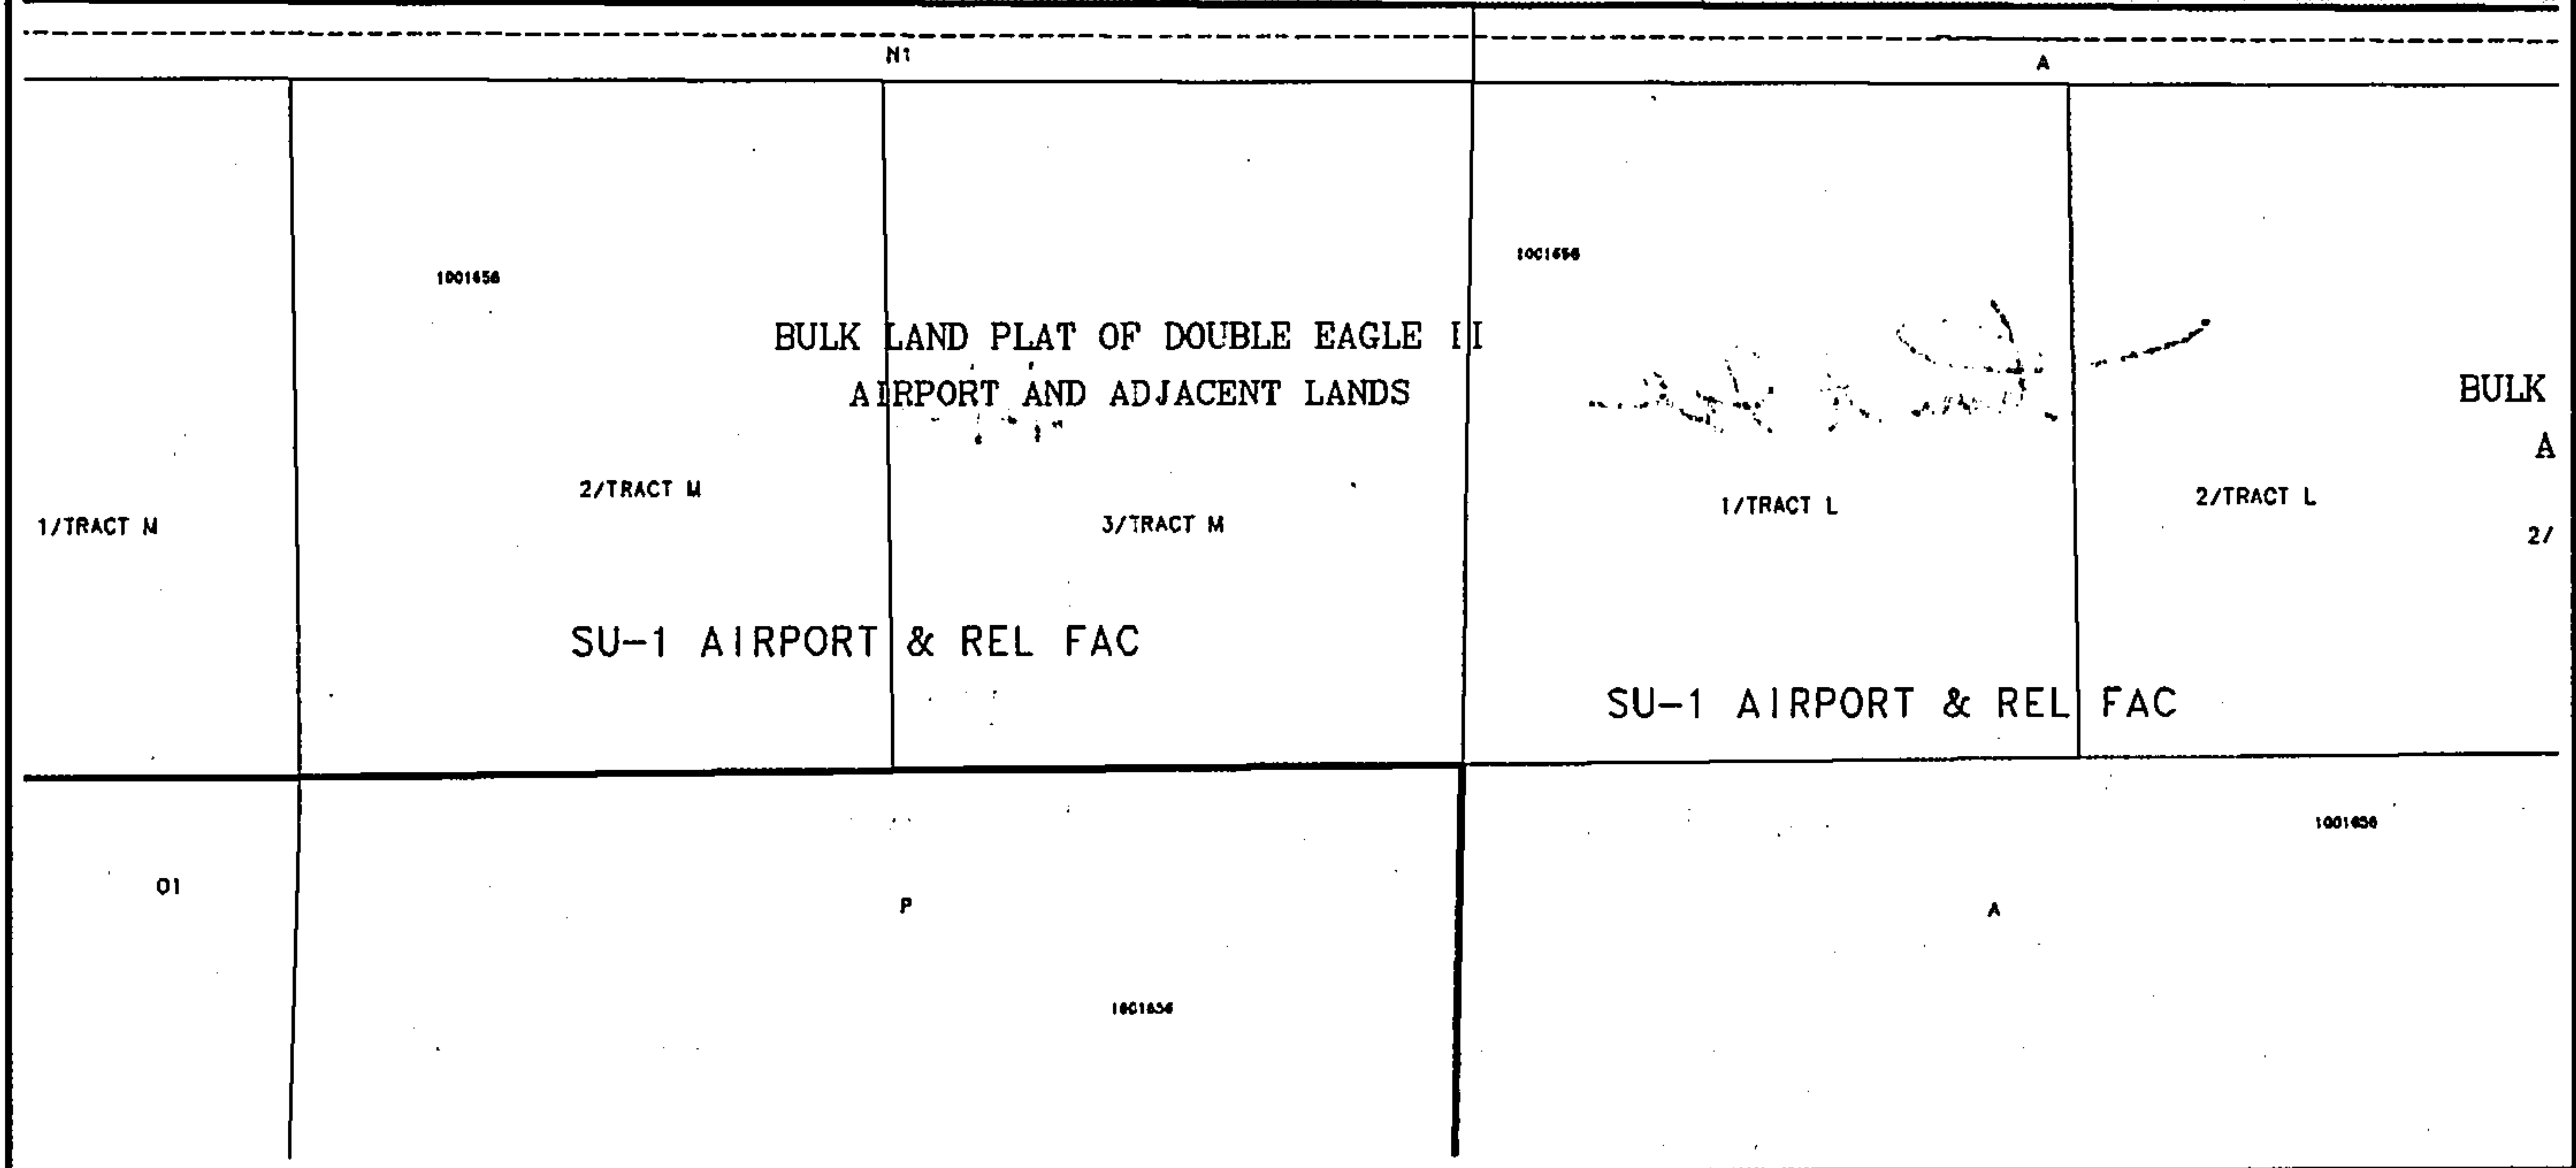 N1
A
1001656
1001656
BULK LAND PLAT OF DOUBLE EAGLE II
AIRPORT AND ADJACENT LANDS
BULK
A
1/TRACT M
2/TRACT M
3/TRACT M
1/TRACT L
2/TRACT L
2/
SU-1 AIRPORT & REL FAC
SU-1 AIRPORT & REL FAC
1001656
O1
P
A
1001656